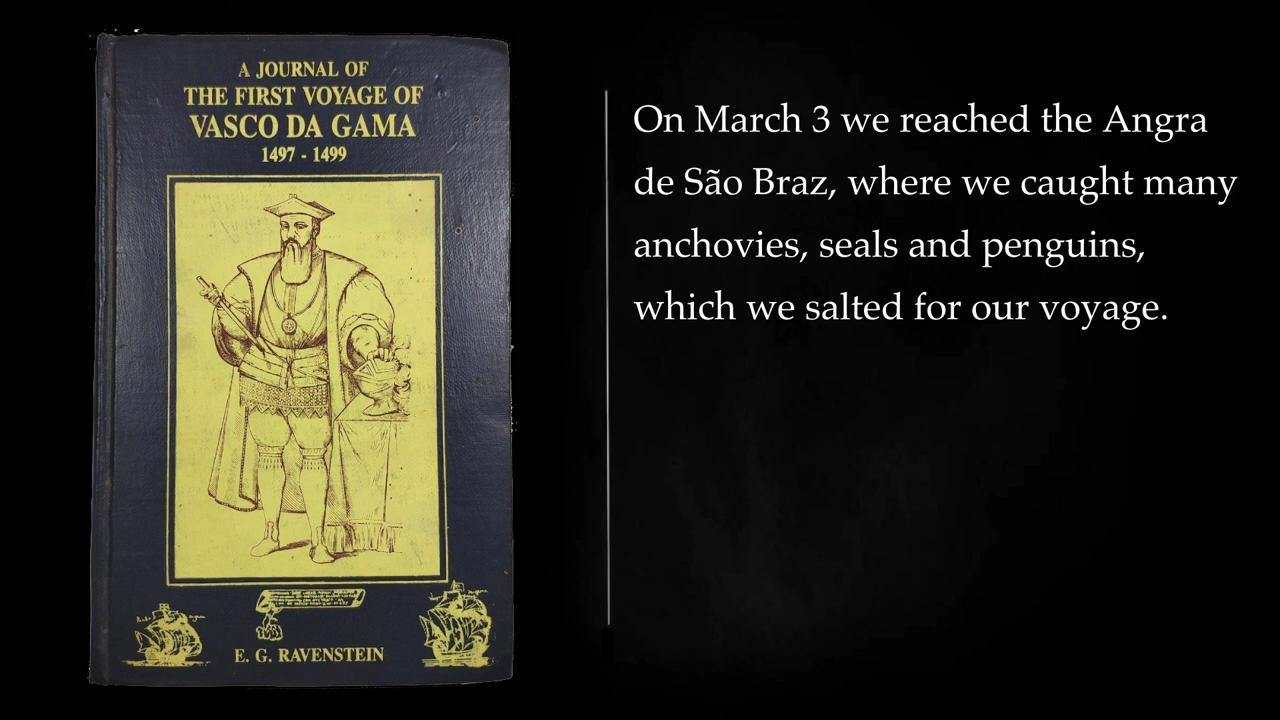 A JOURNAL OF
THE FIRST VOYAGE OF
VASCO DA GAMA
1497 - 1499
E. G. RAVENSTEIN
On March 3 we reached the Angra
de São Braz, where we caught many
anchovies, seals and penguins,
which we salted for our voyage.